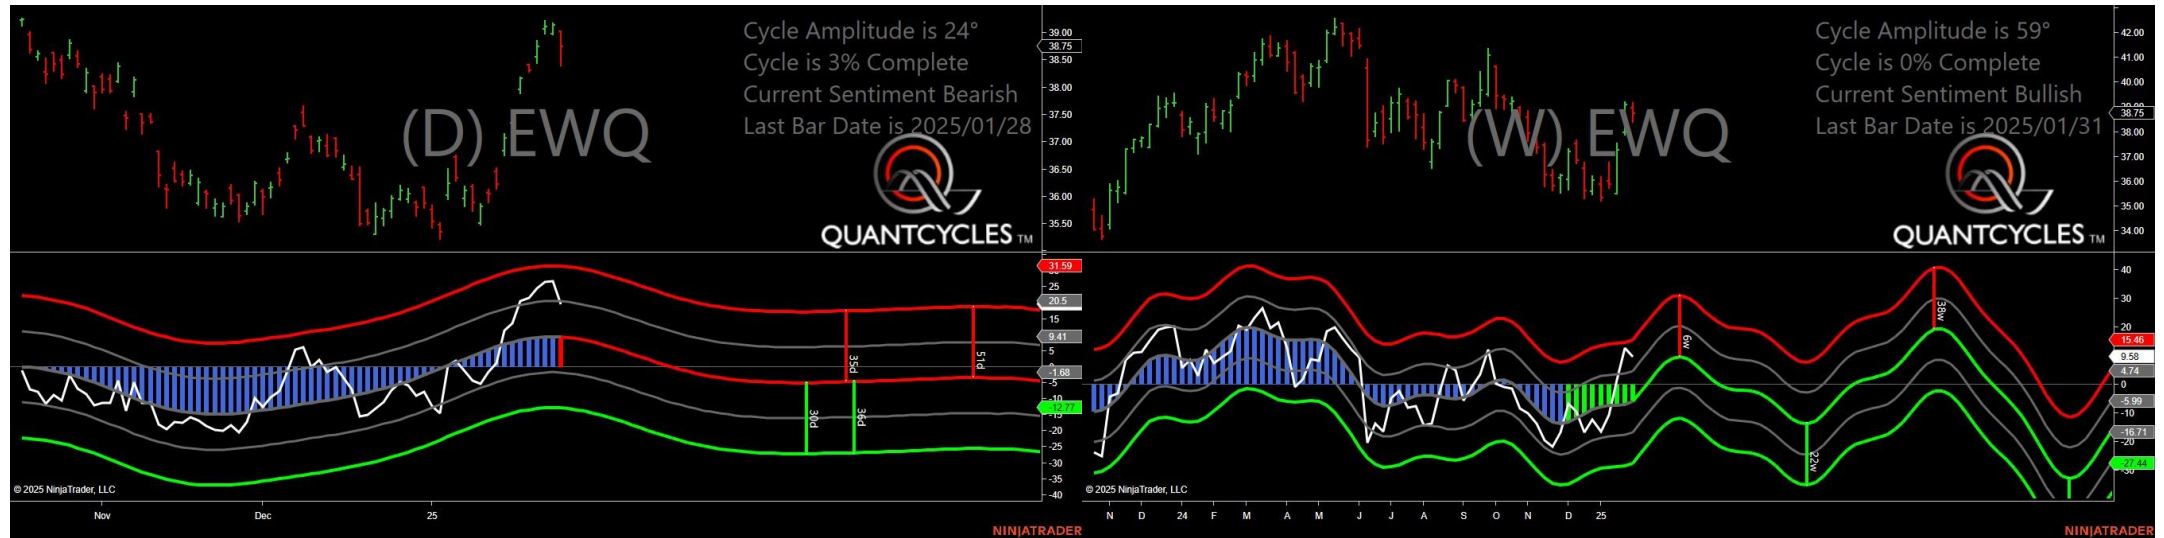 Cycle Amplitude is 24°
Cycle is 3% Complete
Current Sentiment Bearish
Last Bar Date is 2025/01/28
(D) EWQ
QUANTCYCLES TM
39.00
38.75
38.50
38.00
37.50
37.00
36.50
36.00
35.50
31.59
25
20.5
15
9.41
5
-1.68
-5
-12.77
-15
-20
-25
-30
-35
-40
30d
35d
36d
51d
© 2025 NinjaTrader, LLC
Nov
Dec
25
NINJATRADER
Cycle Amplitude is 59°
Cycle is 0% Complete
Current Sentiment Bullish
Last Bar Date is 2025/01/31
(W) EWQ
QUANTCYCLES TM
42.00
41.00
40.00
39.00
38.75
38.00
37.00
36.00
35.00
34.00
40
30
20
15.46
9.58
4.74
0
-5.99
-10
-16.71
-20
-27.44
6w
22w
38w
© 2025 NinjaTrader, LLC
N D 24 F M A M J J A S O N D 25
NINJATRADER